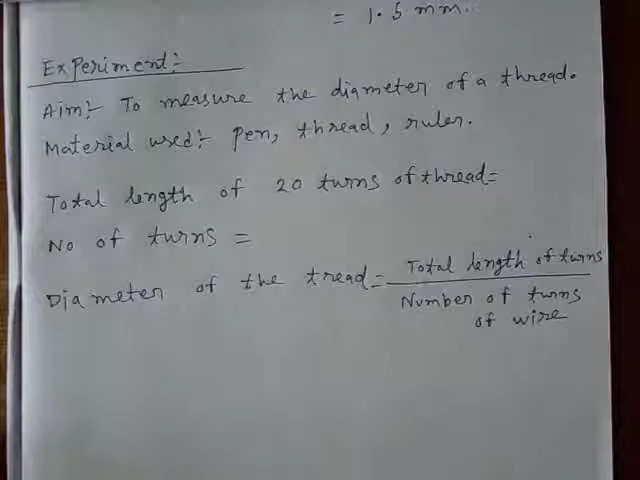 = 1.5 mm.
Experiment:-
Aim:- To measure the diameter of a thread.
Material used:- Pen, thread, ruler.
Total length of 20 turns of thread=
No of turns =
Diameter of the tread= Total length of turns
Number of turns
of wire